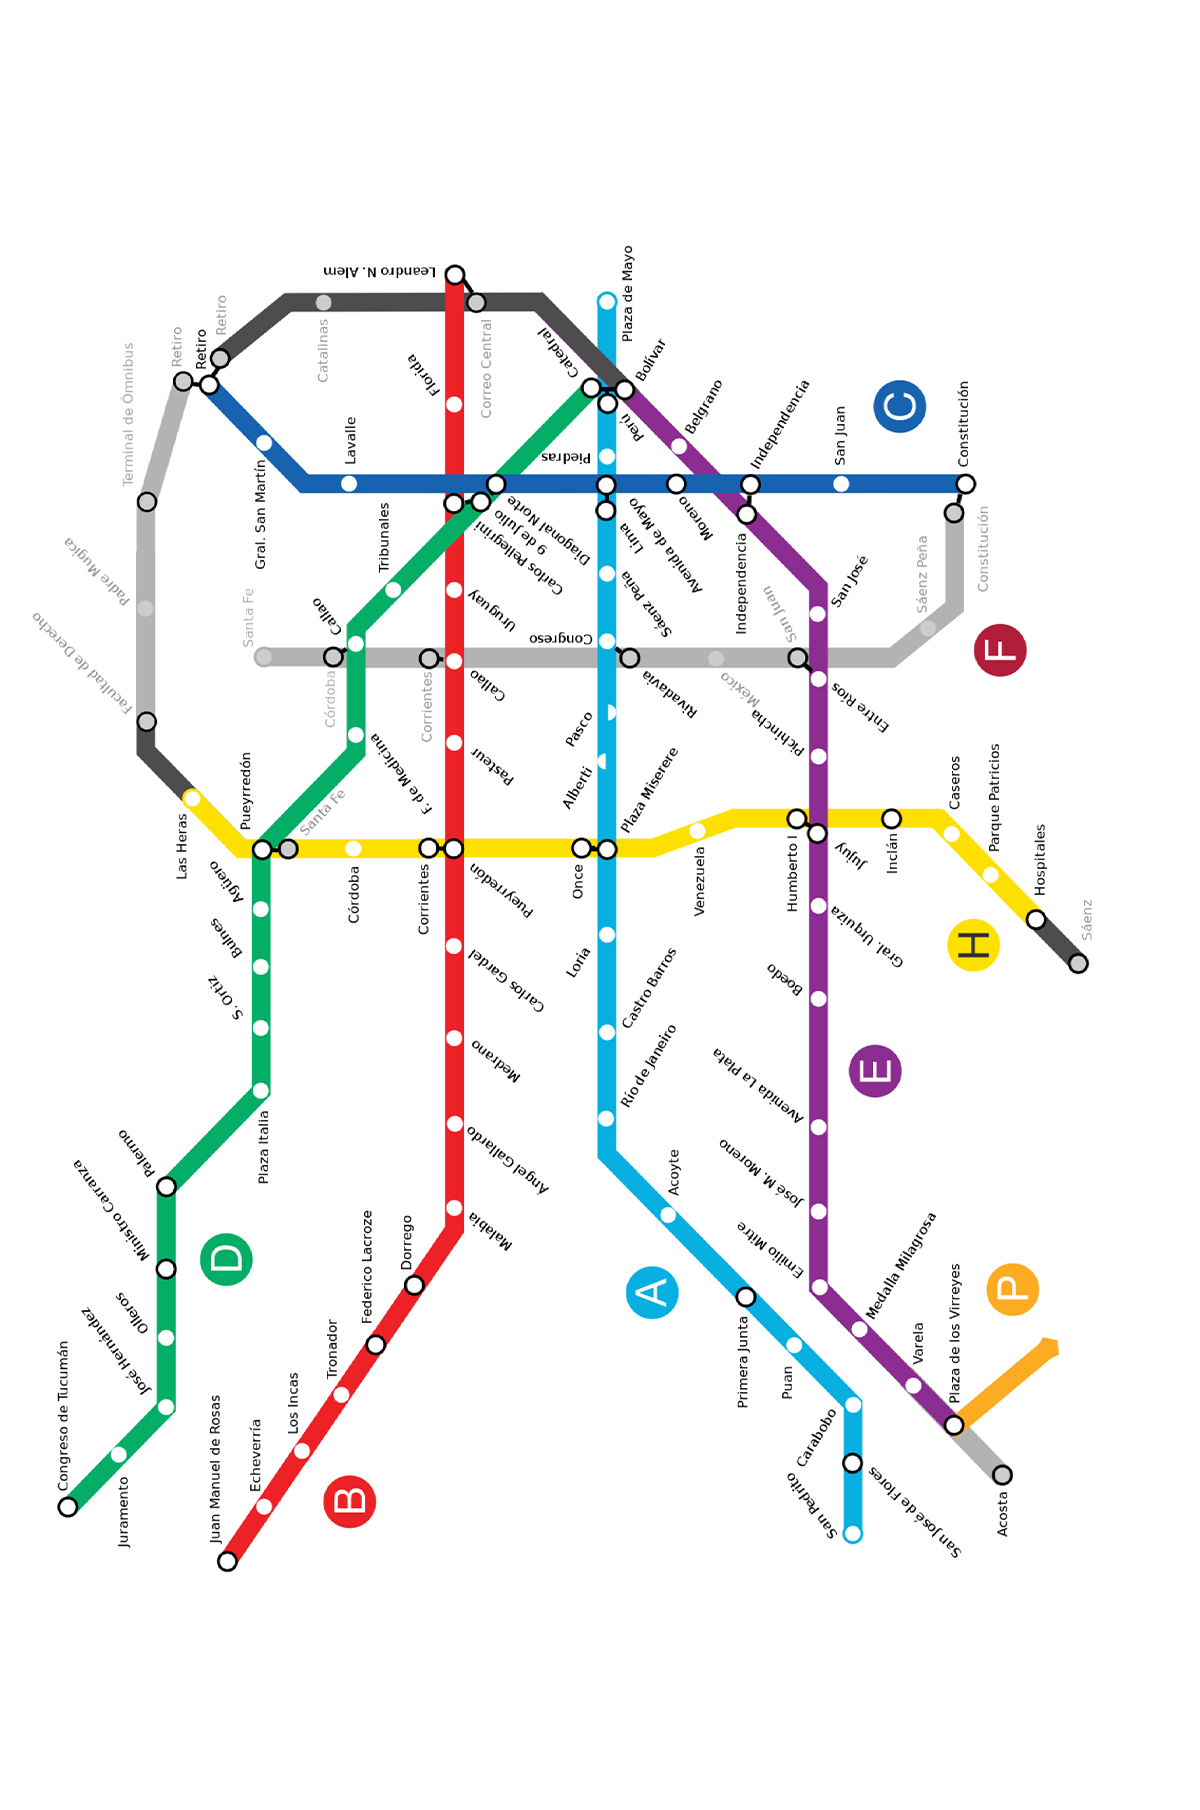 Congreso de Tucumán
Juramento
José Hernández
Olleros
Ministro Carranza
Palermo
Plaza Italia
S. Ortiz
Bulnes
Agüero
Pueyrredón
F. de Medicina
Callao
Tribunales
9 de Julio
Catedral
D
Juan Manuel de Rosas
Echeverría
Los Incas
Tronador
Federico Lacroze
Dorrego
Malabia
Ángel Gallardo
Medrano
Carlos Gardel
Pueyrredón
Pasteur
Callao
Uruguay
Carlos Pellegrini
Florida
Leandro N. Alem
B
San Pedrito
San José de Flores
Carabobo
Puan
Primera Junta
Acoyte
Río de Janeiro
Castro Barros
Loria
Plaza Miserere
Alberti
Pasco
Congreso
Sáenz Peña
Lima
Piedras
Perú
Plaza de Mayo
A
Retiro
Gral. San Martín
Lavalle
Diagonal Norte
Avenida de Mayo
Moreno
Independencia
San Juan
Constitución
C
Acosta
Plaza de los Virreyes
Varela
Medalla Milagrosa
Emilio Mitre
José M. Moreno
Avenida La Plata
Boedo
Gral. Urquiza
Jujuy
Pichincha
Entre Ríos
San José
Independencia
Belgrano
Bolívar
Correo Central
Catalinas
Retiro
E
P
Facultad de Derecho
Padre Mugica
Terminal de Ómnibus
Retiro
Las Heras
Santa Fe
Córdoba
Corrientes
Once
Venezuela
Humberto I
Inclán
Caseros
Parque Patricios
Hospitales
Sáenz
H
Santa Fe
Córdoba
Corrientes
Rivadavia
México
San Juan
Sáenz Peña
Constitución
F